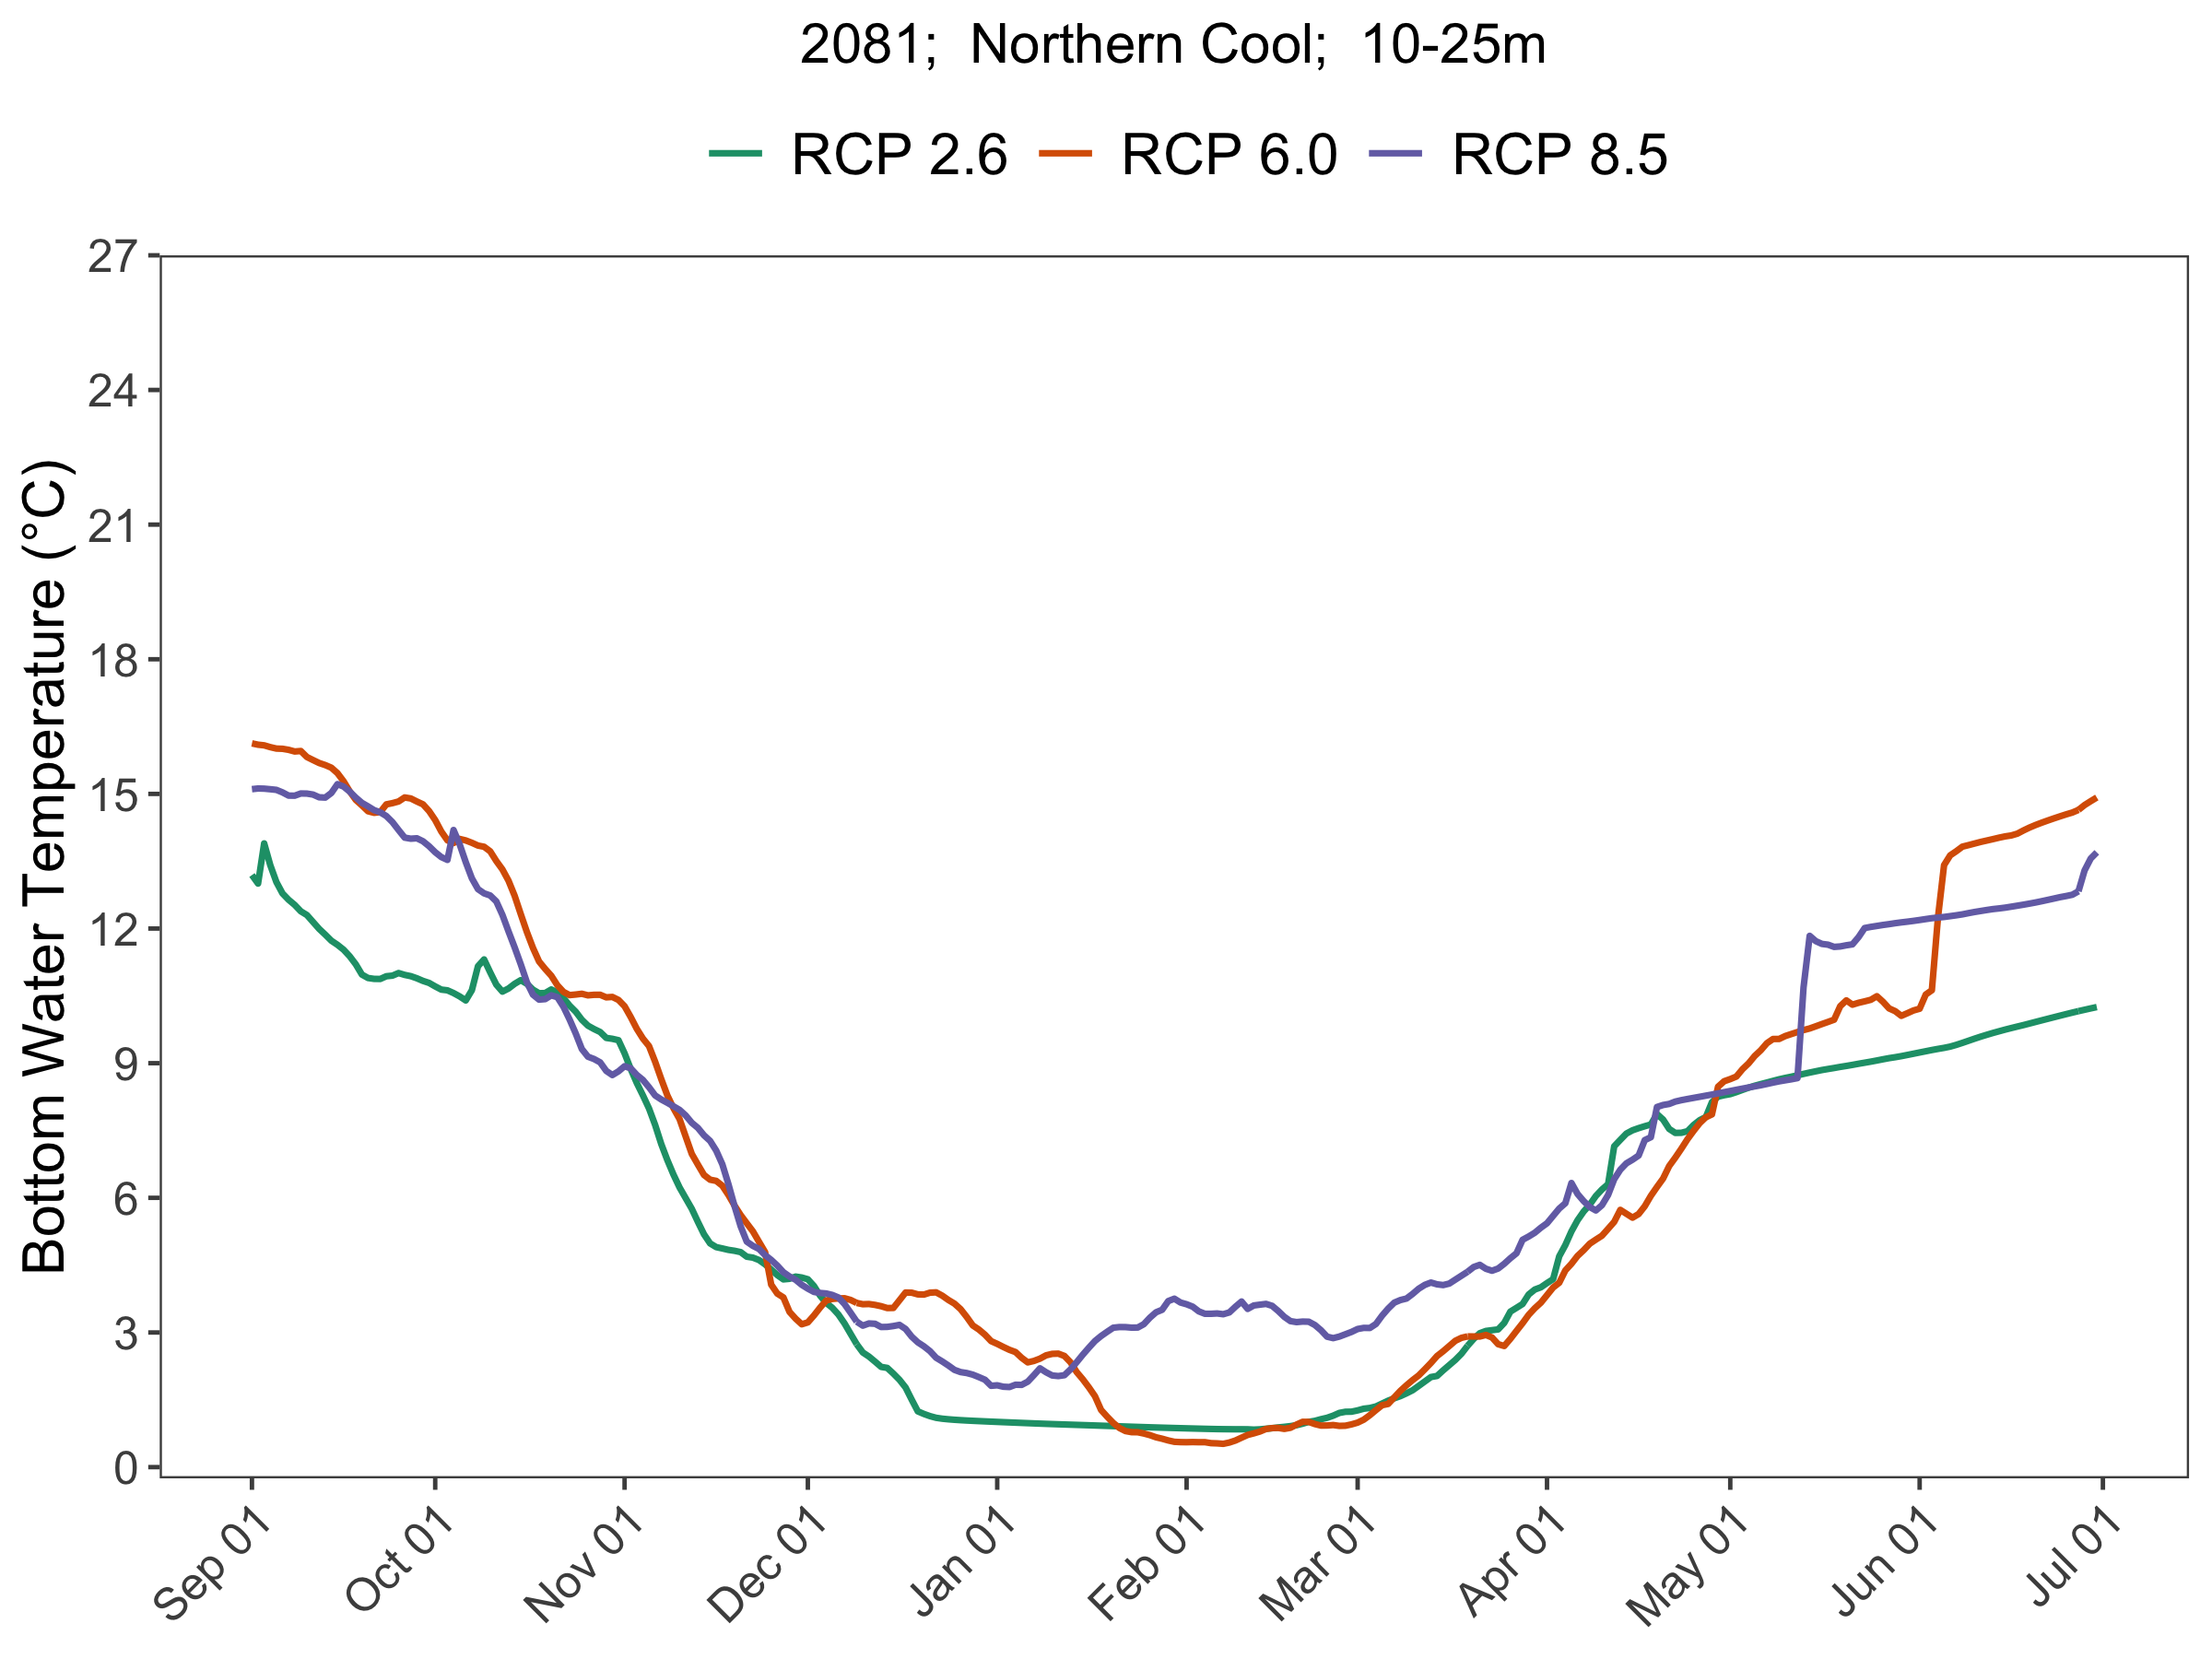 2081;  Northern Cool;  10-25m
RCP 2.6 RCP 6.0 RCP 8.5
Bottom Water Temperature (°C)
27
24
21
18
15
12
9
6
3
0
Sep 01 Oct 01 Nov 01 Dec 01 Jan 01 Feb 01 Mar 01 Apr 01 May 01 Jun 01 Jul 01